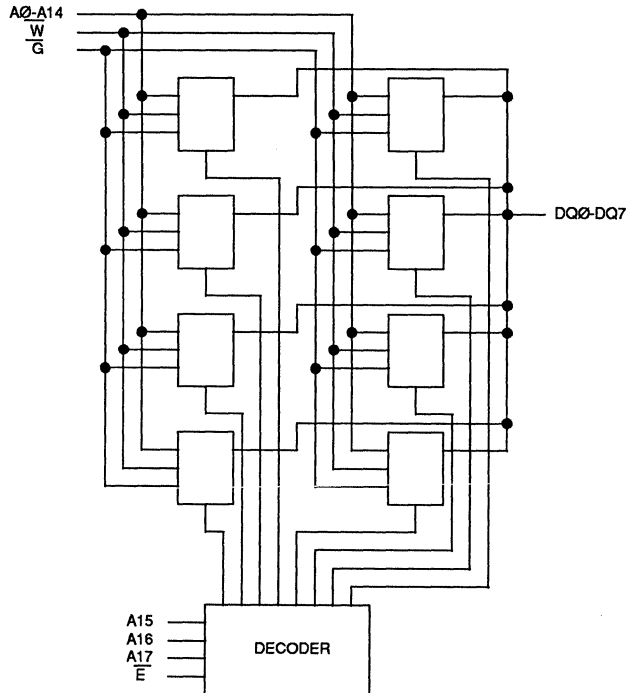 AØ-A14
W̅
G̅
DQØ-DQ7
A15
A16
A17
E̅
DECODER